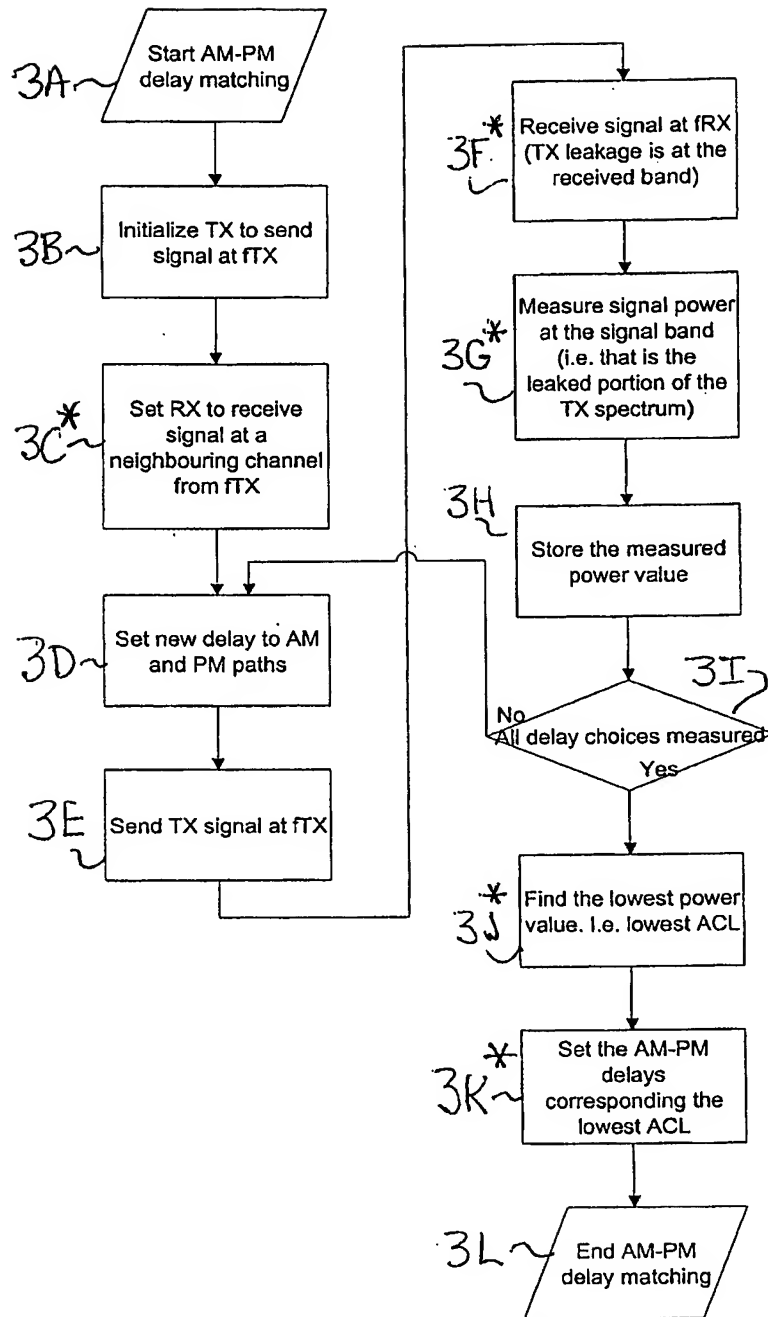 3A
Start AM-PM
delay matching
3B
Initialize TX to send
signal at fTX
3C*
Set RX to receive
signal at a
neighbouring channel
from fTX
3D
Set new delay to AM
and PM paths
3E
Send TX signal at fTX
3F*
Receive signal at fRX
(TX leakage is at the
received band)
3G*
Measure signal power
at the signal band
(i.e. that is the
leaked portion of the
TX spectrum)
3H
Store the measured
power value
3I
No
All delay choices measured
Yes
3J*
Find the lowest power
value. I.e. lowest ACL
3K*
Set the AM-PM
delays
corresponding the
lowest ACL
3L
End AM-PM
delay matching